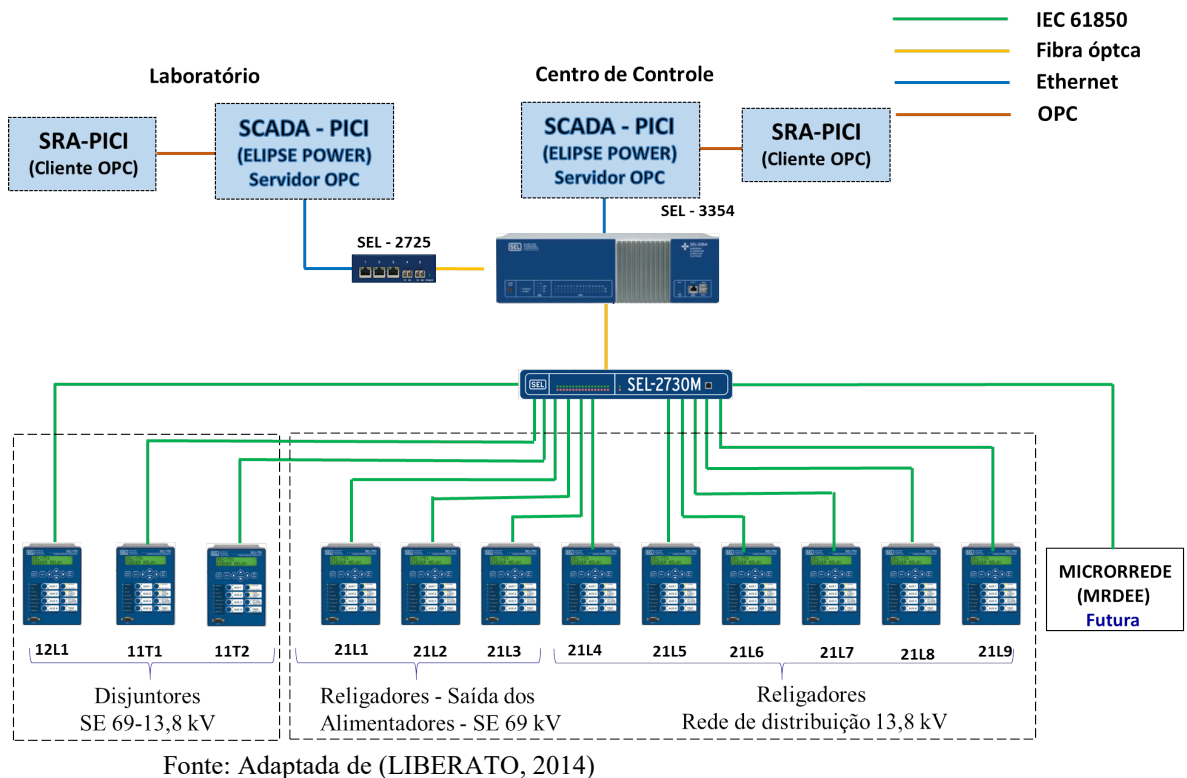 IEC 61850
Fibra óptca
Ethernet
OPC
Laboratório
Centro de Controle
SRA-PICI
(Cliente OPC)
SCADA - PICI
(ELIPSE POWER)
Servidor OPC
SCADA - PICI
(ELIPSE POWER)
Servidor OPC
SRA-PICI
(Cliente OPC)
SEL - 3354
SEL - 2725
SEL
SEL-3354
SEL
SEL-2730M
12L1
11T1
11T2
21L1
21L2
21L3
21L4
21L5
21L6
21L7
21L8
21L9
MICRORREDE
(MRDEE)
Futura
Disjuntores
SE 69-13,8 kV
Religadores - Saída dos
Alimentadores - SE 69 kV
Religadores
Rede de distribuição 13,8 kV
Fonte: Adaptada de (LIBERATO, 2014)